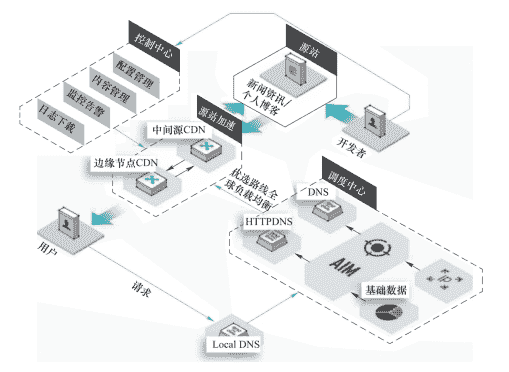 控制中心
配置管理
内容管理
监控告警
日志下载
源站
新闻资讯/
个人博客
开发者
源站加速
中间源CDN
边缘节点CDN
优选路线全
球负载均衡/
调度中心
DNS
HTTPDNS
AIM
IP
基础数据
用户
请求
Local DNS